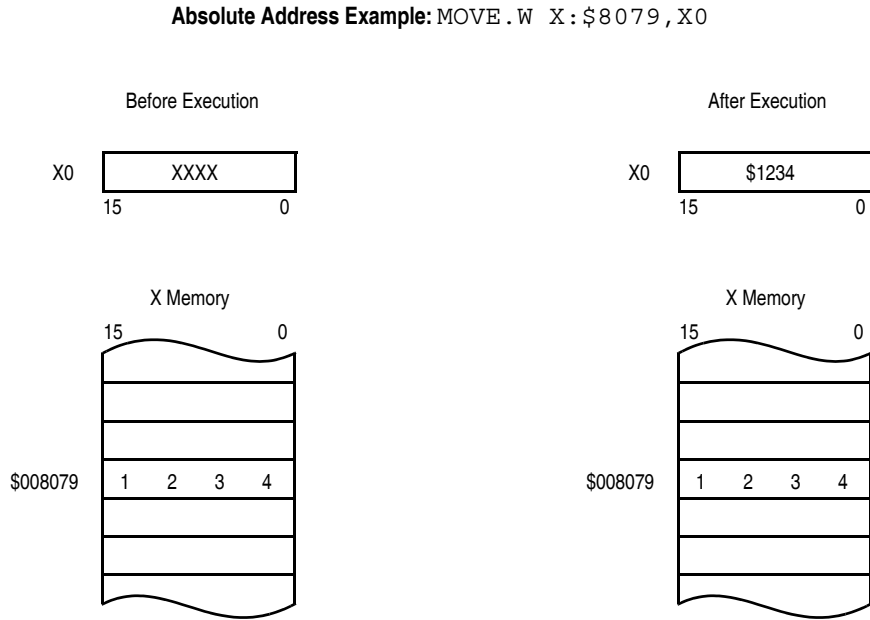 Absolute Address Example: MOVE.W X:$8079,X0
Before Execution After Execution
X0 XXXX X0 $1234
15 0 15 0
X Memory X Memory
15 0 15 0
$008079 1 2 3 4 $008079 1 2 3 4